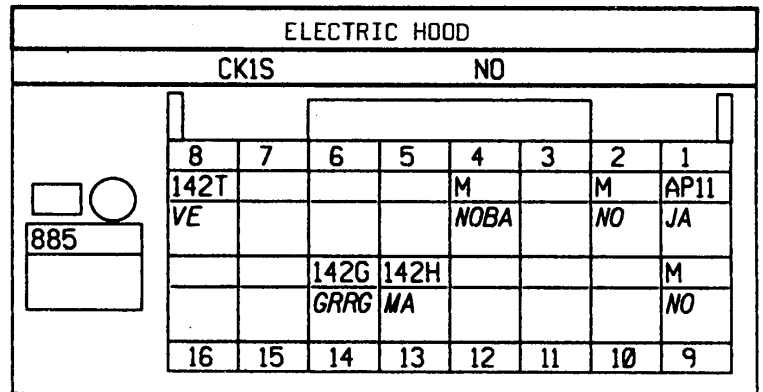 ELECTRIC HOOD
CK1S NO
8 7 6 5 4 3 2 1
142T M M AP11
VE NOBA NO JA
885
142G 142H M
GRRG MA NO
16 15 14 13 12 11 10 9